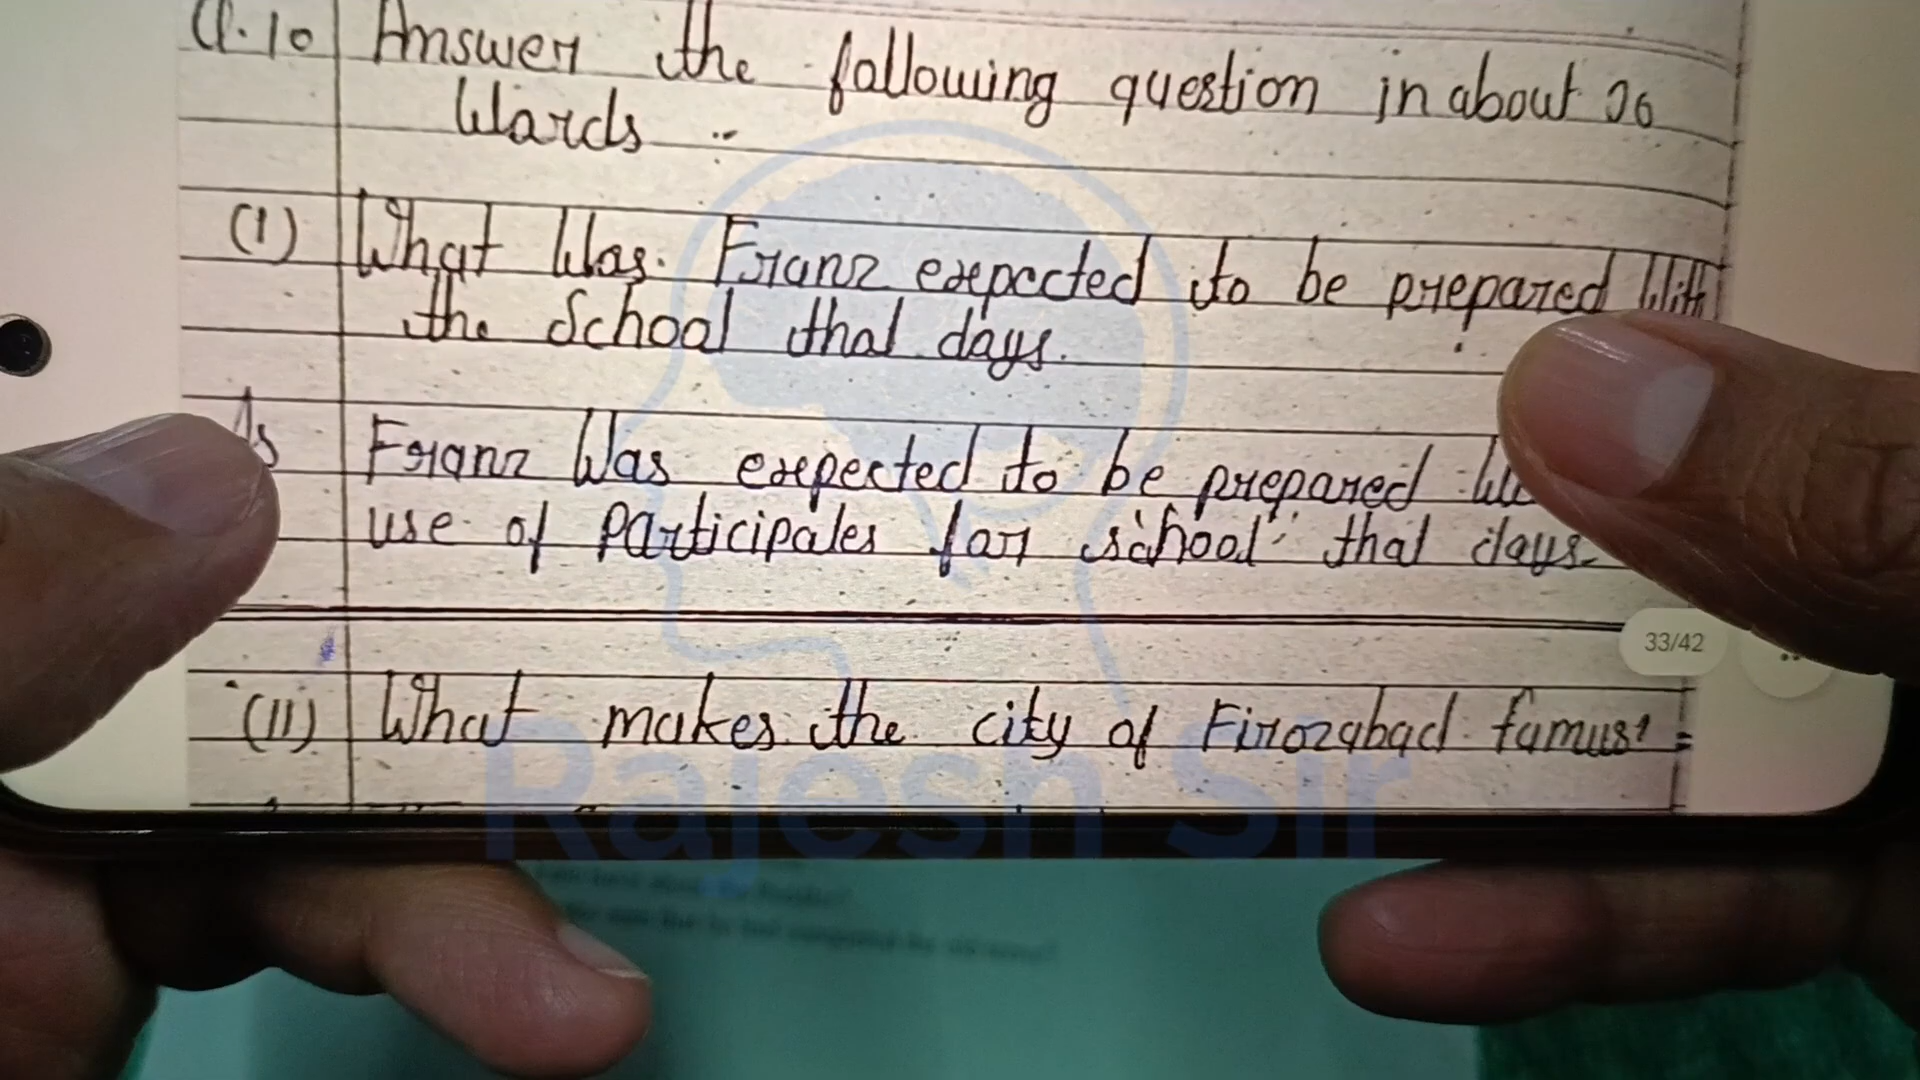 Q.10 Answer the following question in about 30
Words :-
(I) What Was Franz expected to be prepared With
the School that days.
Franz Was expected to be prepared
use of Participales for school that days.
33/42
(II) What makes the city of Firozabad famus?
Rajesh Sir